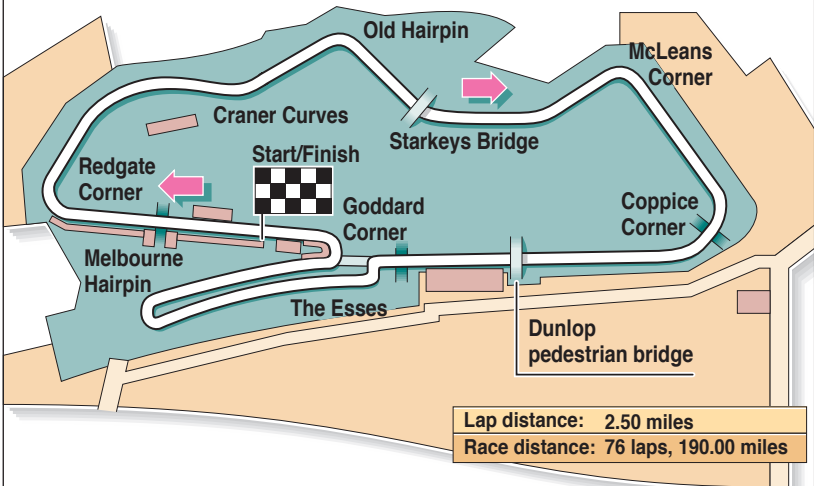 Old Hairpin
McLeans
Corner
Craner Curves
Starkeys Bridge
Start/Finish
Redgate
Corner
Goddard
Corner
Coppice
Corner
Melbourne
Hairpin
The Esses
Dunlop
pedestrian bridge
Lap distance: 2.50 miles
Race distance: 76 laps, 190.00 miles